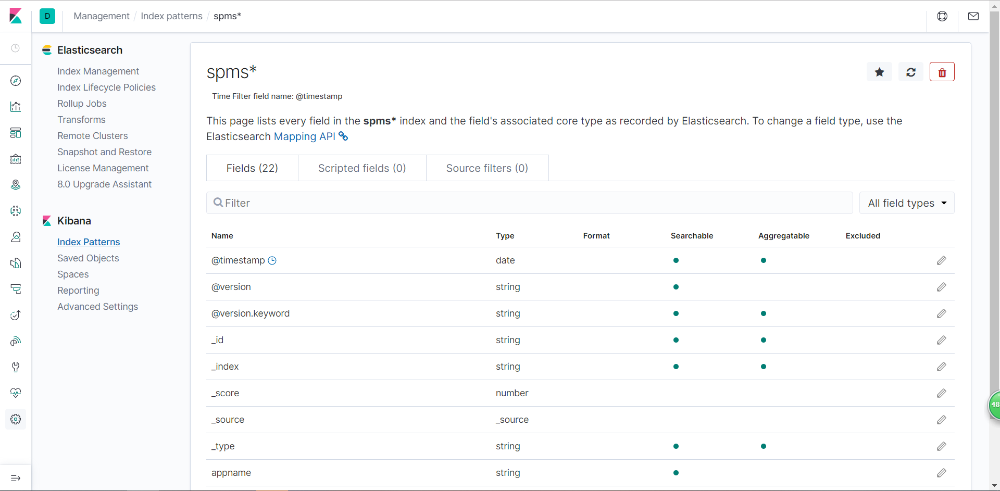 D Management / Index patterns / spms*
Elasticsearch
Index Management
Index Lifecycle Policies
Rollup Jobs
Transforms
Remote Clusters
Snapshot and Restore
License Management
8.0 Upgrade Assistant
Kibana
Index Patterns
Saved Objects
Spaces
Reporting
Advanced Settings
spms*
Time Filter field name: @timestamp
This page lists every field in the spms* index and the field's associated core type as recorded by Elasticsearch. To change a field type, use the
Elasticsearch Mapping API
Fields (22) Scripted fields (0) Source filters (0)
Filter All field types
Name Type Format Searchable Aggregatable Excluded
@timestamp date
@version string
@version.keyword string
_id string
_index string
_score number
_source _source
_type string
appname string
48